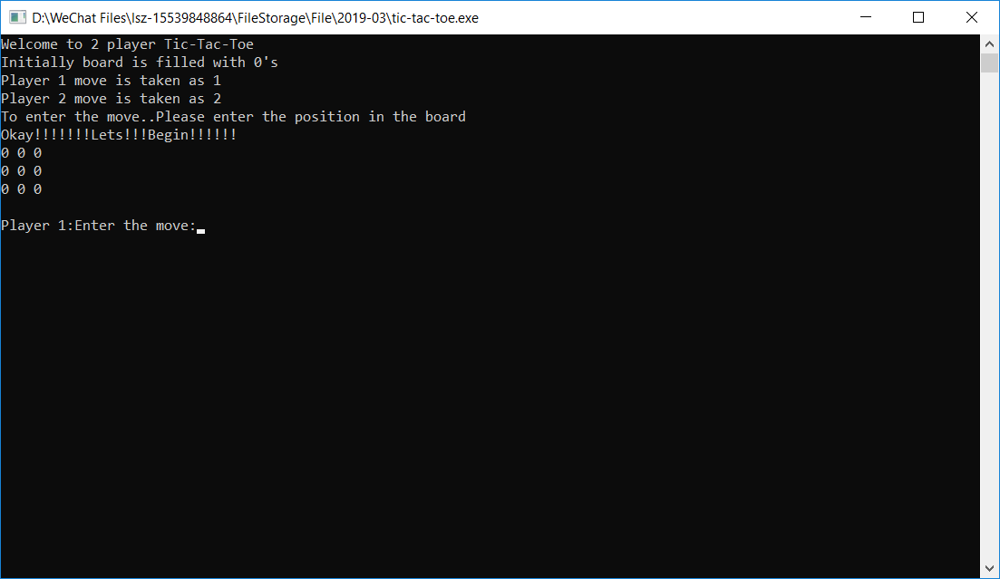 D:\WeChat Files\lsz-15539848864\FileStorage\File\2019-03\tic-tac-toe.exe
Welcome to 2 player Tic-Tac-Toe
Initially board is filled with 0's
Player 1 move is taken as 1
Player 2 move is taken as 2
To enter the move..Please enter the position in the board
Okay!!!!!!!Lets!!!Begin!!!!!!
0 0 0
0 0 0
0 0 0
Player 1:Enter the move: